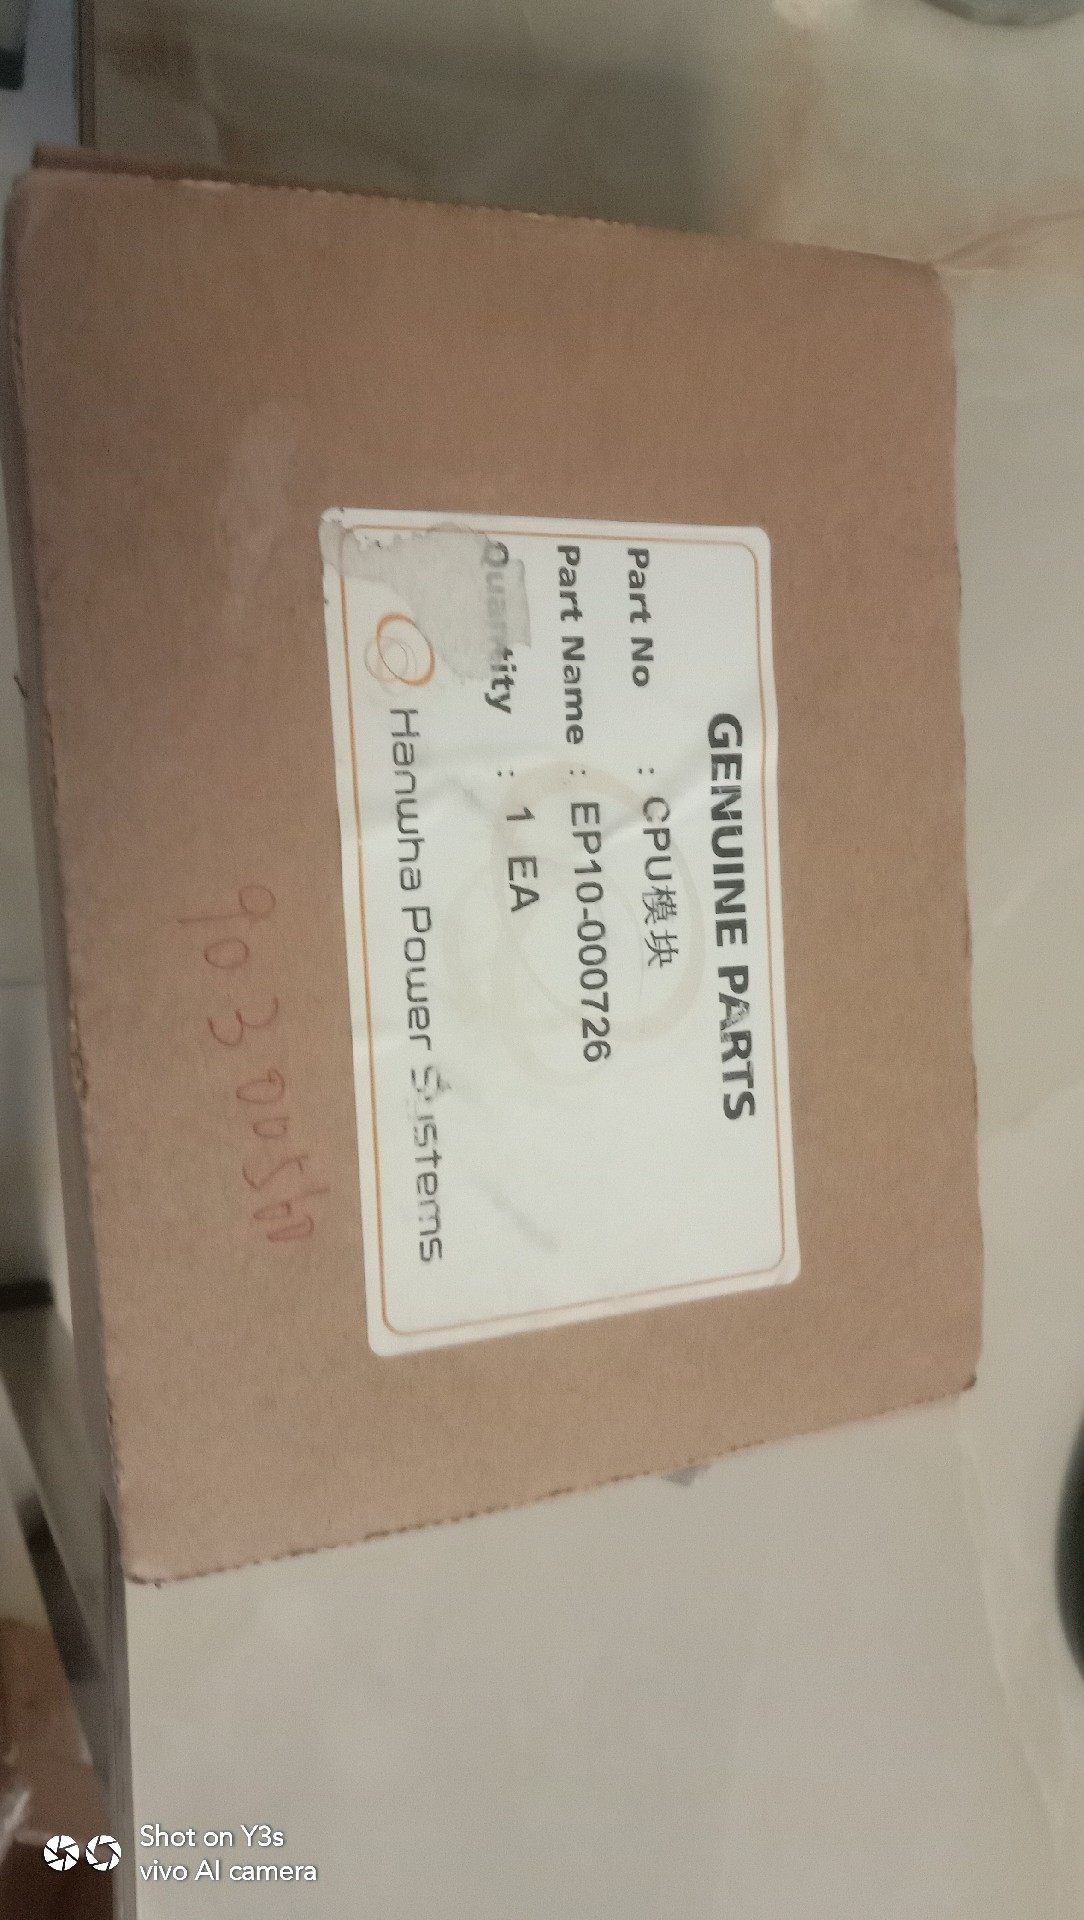 GENUINE PARTS
Part No : CPU模块
Part Name : EP10-000726
Quantity : 1 EA
Hanwha Power Systems
Shot on Y3s
vivo AI camera